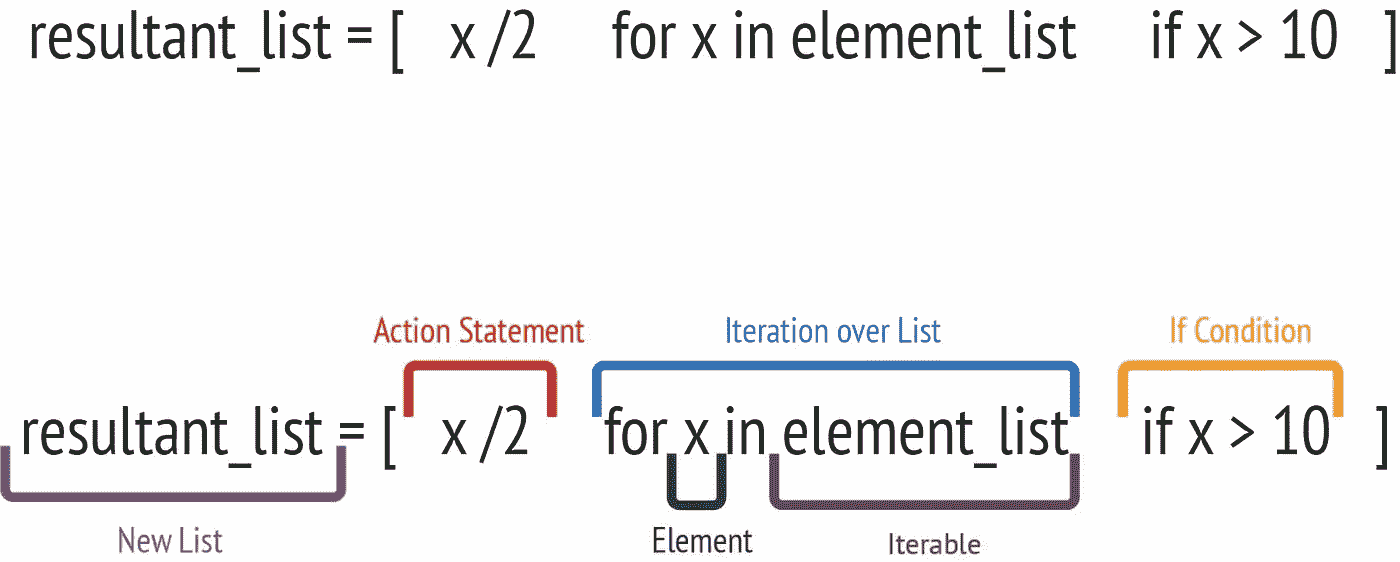 resultant_list = [ x /2 for x in element_list if x > 10 ]
Action Statement Iteration over List If Condition
resultant_list = [ x /2 for x in element_list if x > 10 ]
New List Element Iterable